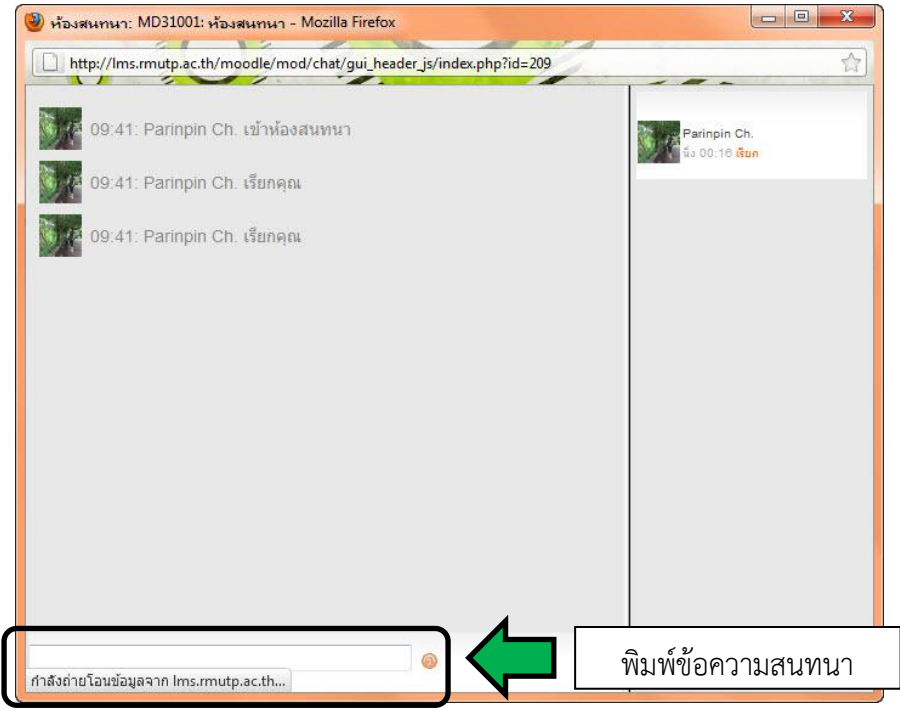 ห้องสนทนา: MD31001: ห้องสนทนา - Mozilla Firefox
http://lms.rmutp.ac.th/moodle/mod/chat/gui_header_js/index.php?id=209
09:41: Parinpin Ch. เข้าห้องสนทนา
09:41: Parinpin Ch. เรียกคุณ
09:41: Parinpin Ch. เรียกคุณ
Parinpin Ch.
นิ่ง 00:16 เรียก
พิมพ์ข้อความสนทนา
กำลังถ่ายโอนข้อมูลจาก lms.rmutp.ac.th...